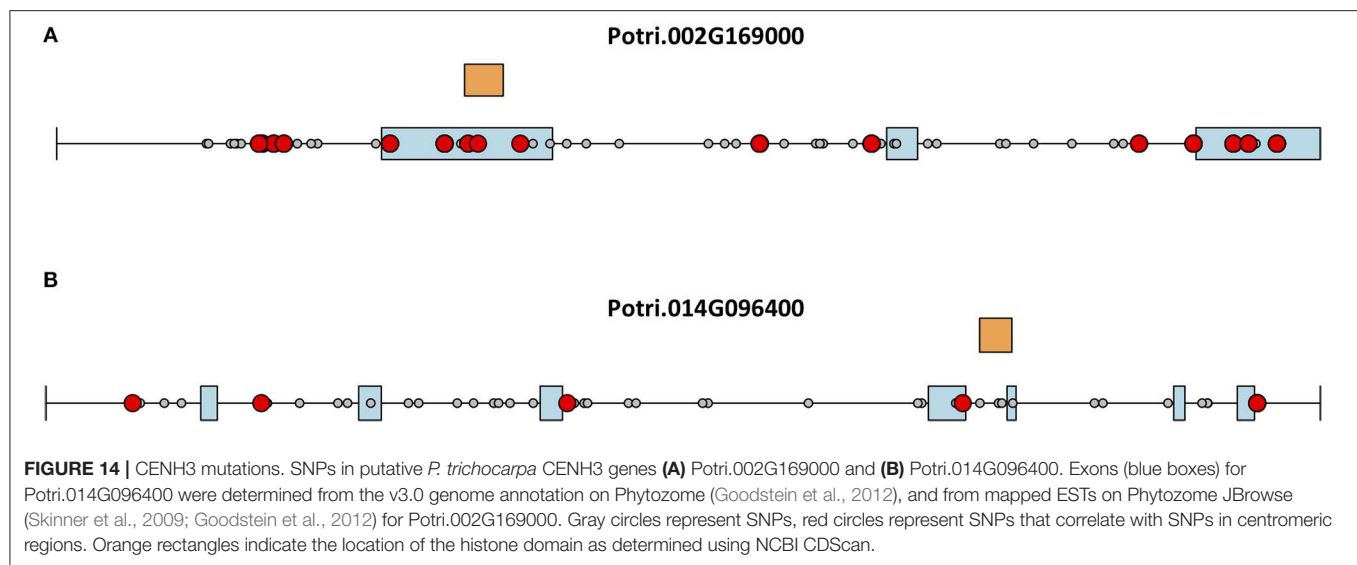 A
Potri.002G169000
B
Potri.014G096400
FIGURE 14 | CENH3 mutations. SNPs in putative P. trichocarpa CENH3 genes (A) Potri.002G169000 and (B) Potri.014G096400. Exons (blue boxes) for
Potri.014G096400 were determined from the v3.0 genome annotation on Phytozome (Goodstein et al., 2012), and from mapped ESTs on Phytozome JBrowse
(Skinner et al., 2009; Goodstein et al., 2012) for Potri.002G169000. Gray circles represent SNPs, red circles represent SNPs that correlate with SNPs in centromeric
regions. Orange rectangles indicate the location of the histone domain as determined using NCBI CDScan.